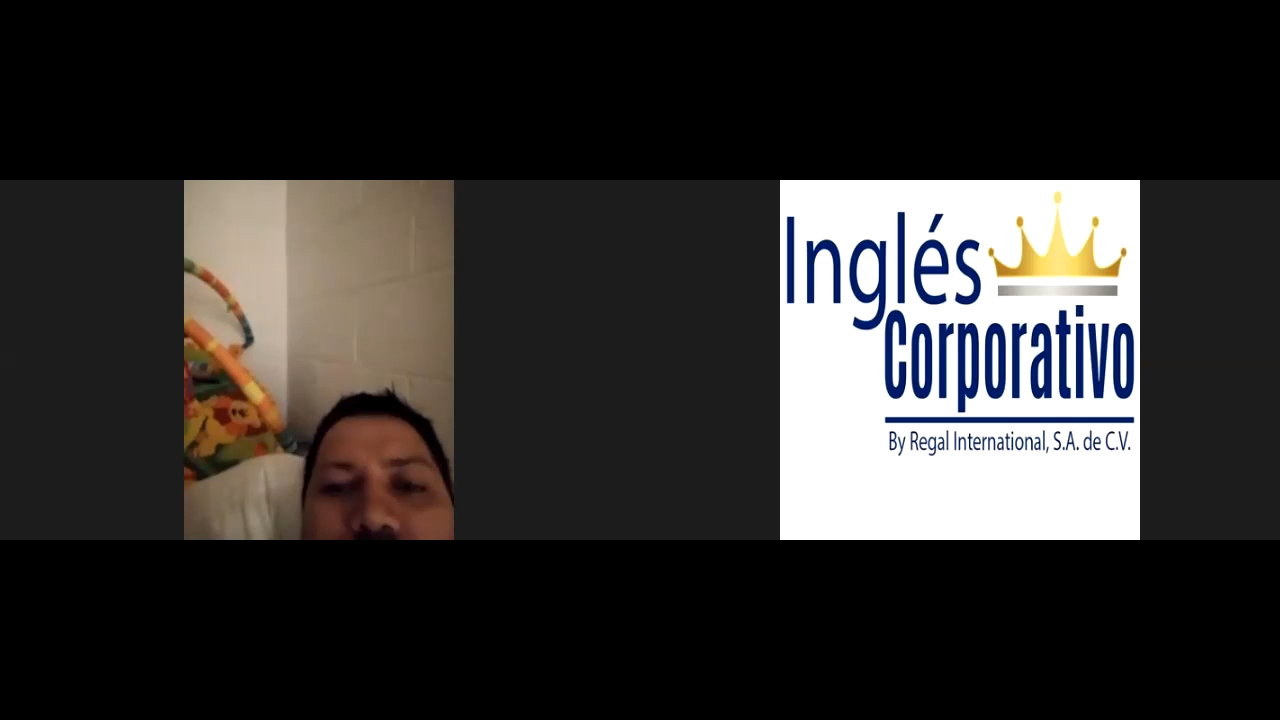 Inglés
Corporativo
By Regal International, S.A. de C.V.